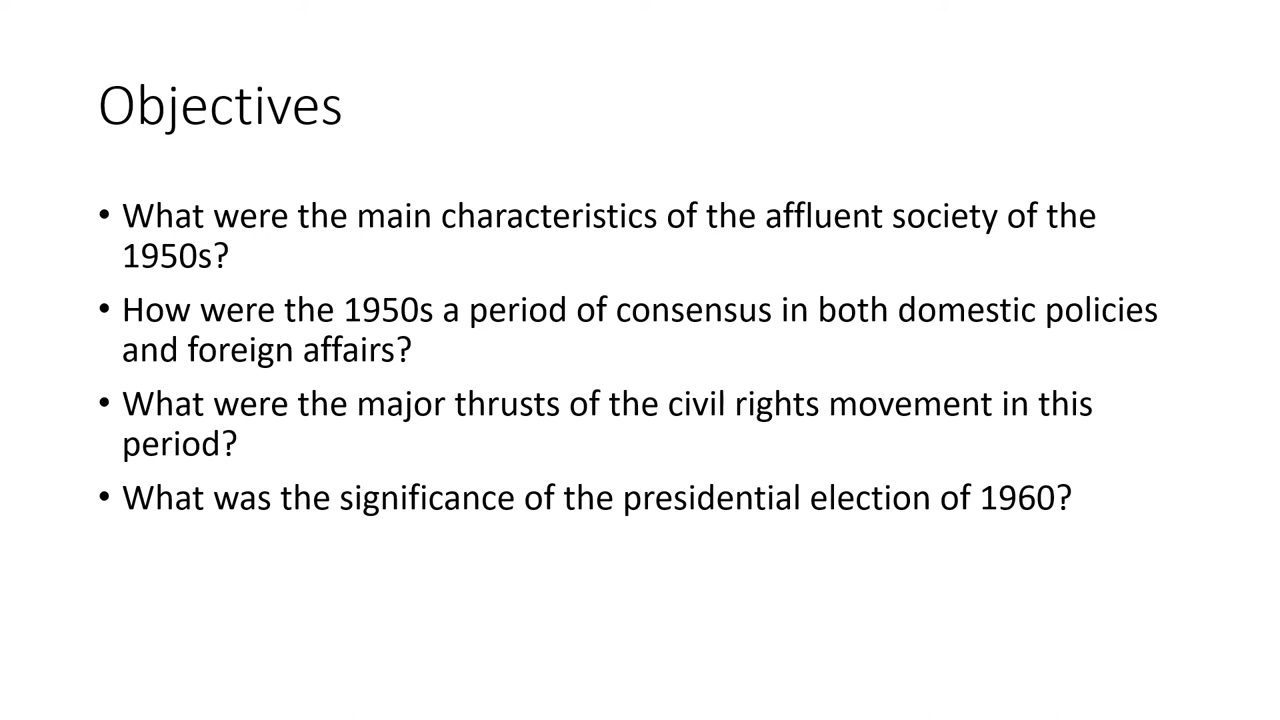 Objectives
• What were the main characteristics of the affluent society of the
1950s?
• How were the 1950s a period of consensus in both domestic policies
and foreign affairs?
• What were the major thrusts of the civil rights movement in this
period?
• What was the significance of the presidential election of 1960?